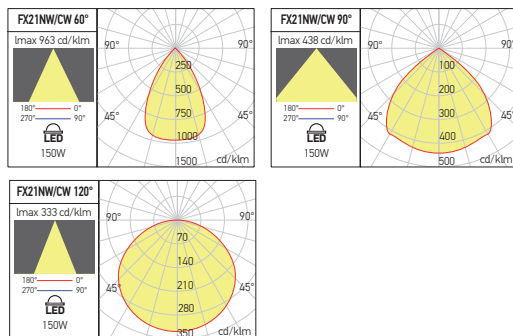 FX21NW/CW 60°
Imax 963 cd/klm
180° 0°
270° 90°
LED
150W
90° 90°
45° 45°
250
500
750
1000
1500
cd/klm
FX21NW/CW 90°
Imax 438 cd/klm
180° 0°
270° 90°
LED
150W
90° 90°
45° 45°
100
200
300
400
500
cd/klm
FX21NW/CW 120°
Imax 333 cd/klm
180° 0°
270° 90°
LED
150W
90° 90°
45° 45°
70
140
210
280
350
cd/klm